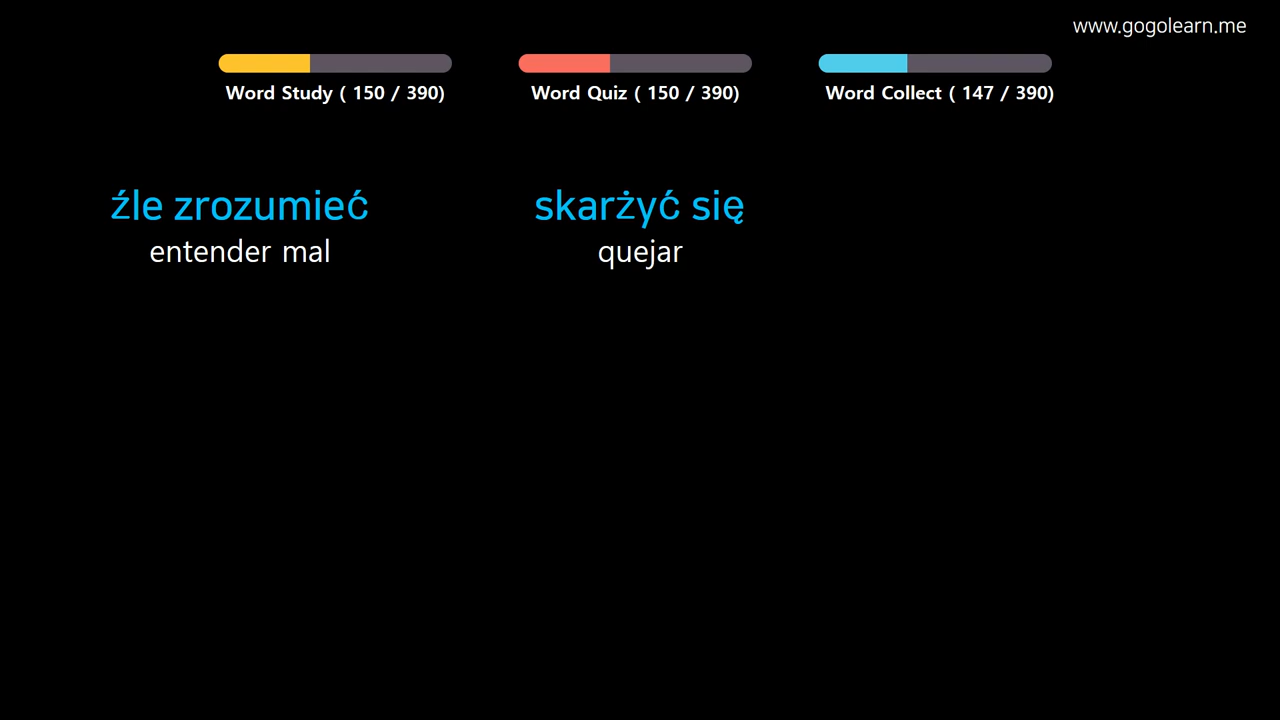 www.gogolearn.me
Word Study ( 150 / 390)
Word Quiz ( 150 / 390)
Word Collect ( 147 / 390)
źle zrozumieć
entender mal
skarżyć się
quejar